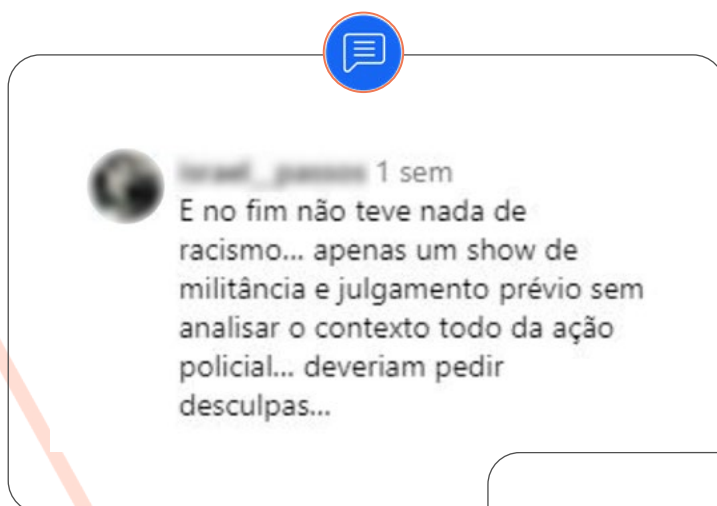 1 sem
E no fim não teve nada de
racismo... apenas um show de
militância e julgamento prévio sem
analisar o contexto todo da ação
policial... deveriam pedir
desculpas...